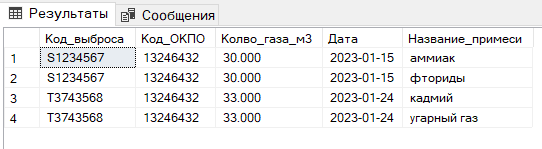 Результаты Сообщения
Код_выброса Код_ОКПО Колво_газа_м3 Дата Название_примеси
1 S1234567 13246432 30.000 2023-01-15 аммиак
2 S1234567 13246432 30.000 2023-01-15 фториды
3 T3743568 13246432 33.000 2023-01-24 кадмий
4 T3743568 13246432 33.000 2023-01-24 угарный газ